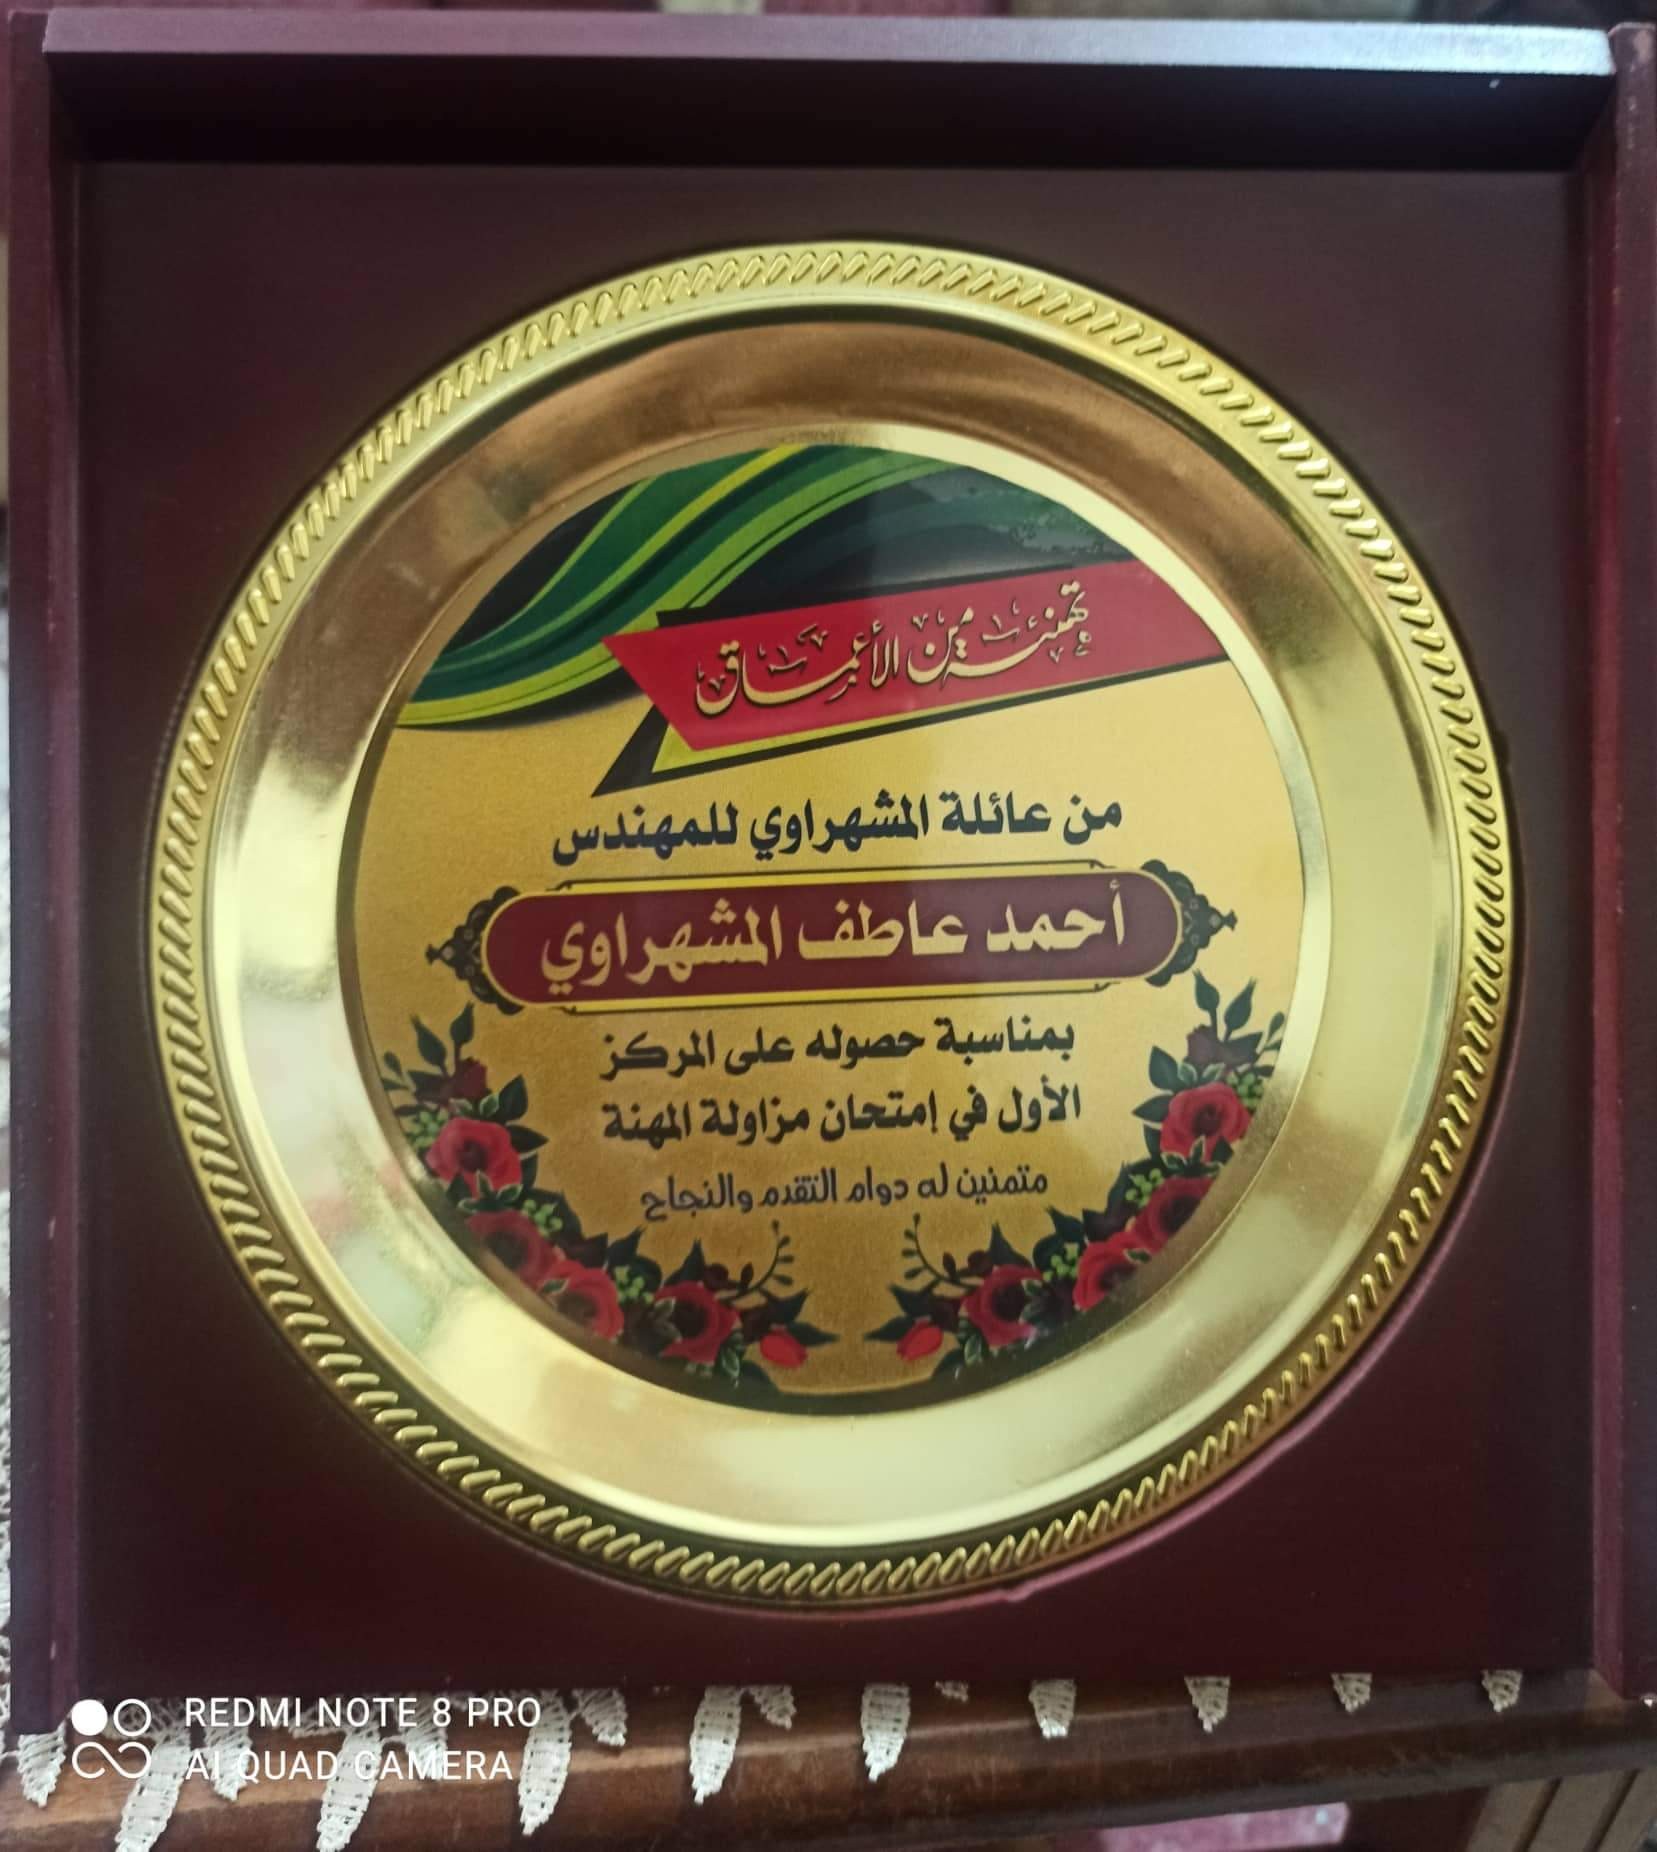 تهنئة من الأعماق
من عائلة المشهراوي للمهندس
أحمد عاطف المشهراوي
بمناسبة حصوله على المركز
الأول في إمتحان مزاولة المهنة
متمنين له دوام التقدم والنجاح
REDMI NOTE 8 PRO
AI QUAD CAMERA